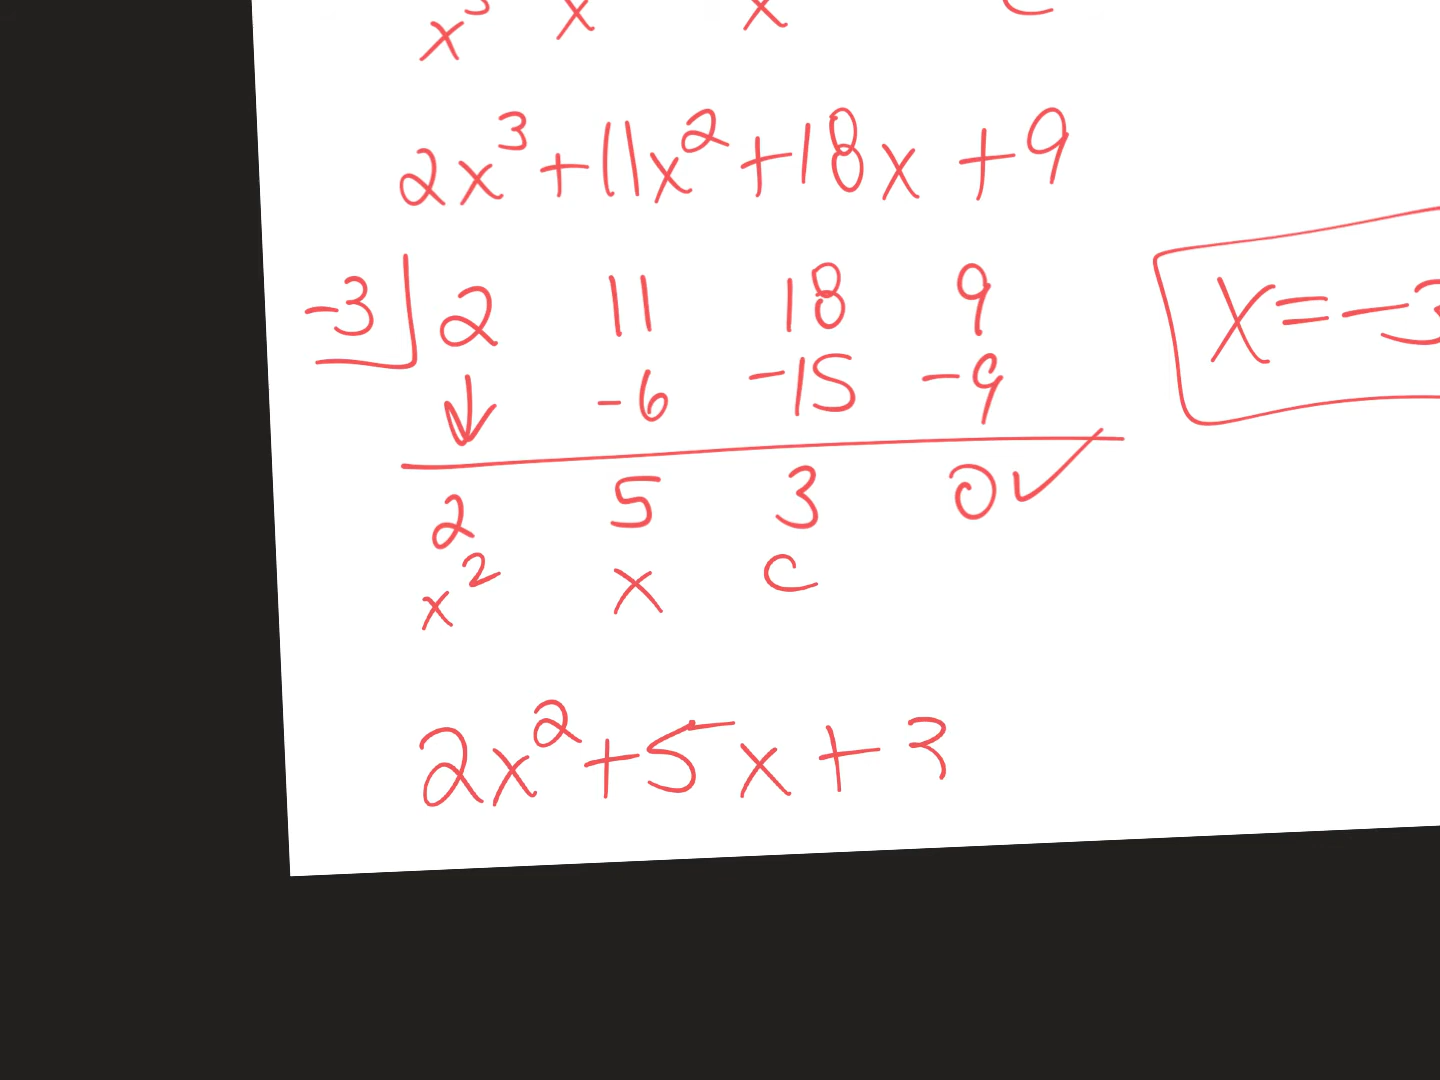 x³ x x c
2x³+11x²+18x+9
-3 2 11 18 9
-6 -15 -9
x=-3
2 5 3 0✓
x² x c
2x²+5x+3